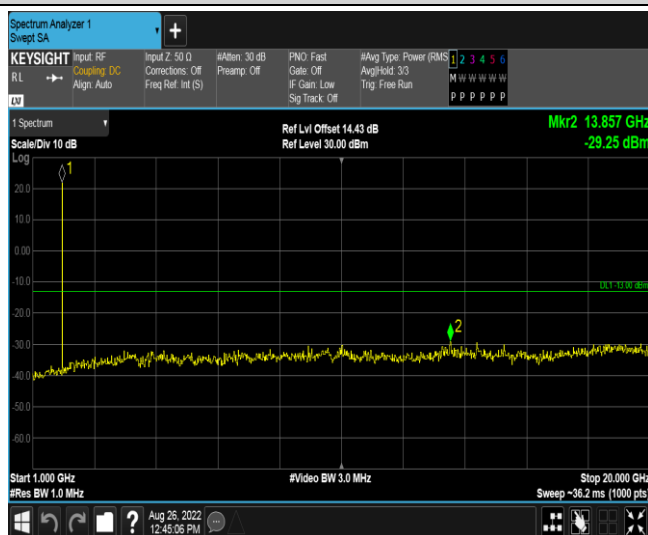 Spectrum Analyzer 1
Swept SA
+
KEYSIGHT
RL
LXI
Input: RF
Coupling: DC
Align: Auto
Input Z: 50 Ω
Corrections: Off
Freq Ref: Int (S)
#Atten: 30 dB
Preamp: Off
PNO: Fast
Gate: Off
IF Gain: Low
Sig Track: Off
#Avg Type: Power (RMS
Avg|Hold: 3/3
Trig: Free Run
1 2 3 4 5 6
M W W W W W
P P P P P P
1 Spectrum
Scale/Div 10 dB
Log
Ref Lvl Offset 14.43 dB
Ref Level 30.00 dBm
Mkr2 13.857 GHz
-29.25 dBm
1
20.0
10.0
0.00
-10.0
DL1 -13.00 dBm
2
-30.0
-40.0
-50.0
-60.0
Start 1.000 GHz
#Video BW 3.0 MHz
Stop 20.000 GHz
#Res BW 1.0 MHz
Sweep ~36.2 ms (1000 pts)
?
Aug 26, 2022
12:45:06 PM